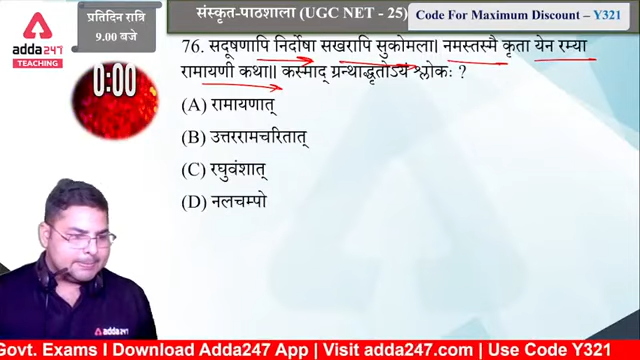 adda247
TEACHING
प्रतिदिन रात्रि
9.00 बजे
संस्कृत-पाठशाला (UGC NET - 25)
Code For Maximum Discount – Y321
0:00
76. सदूषणापि निर्दोषा सखरापि सुकोमला। नमस्तस्मै कृता येन रम्या
रामायणी कथा॥ कस्माद् ग्रन्थाद्धृतोऽयं श्लोकः ?
(A) रामायणात्
(B) उत्तररामचरितात्
(C) रघुवंशात्
(D) नलचम्पो
adda247
Govt. Exams I Download Adda247 App | Visit adda247.com | Use Code Y321